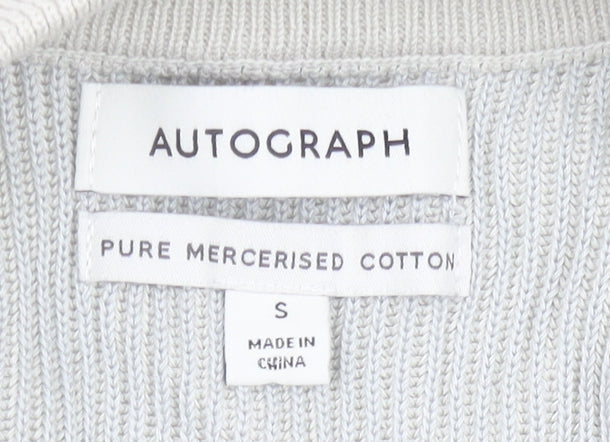 AUTOGRAPH
PURE MERCERISED COTTON
S
MADE IN
CHINA